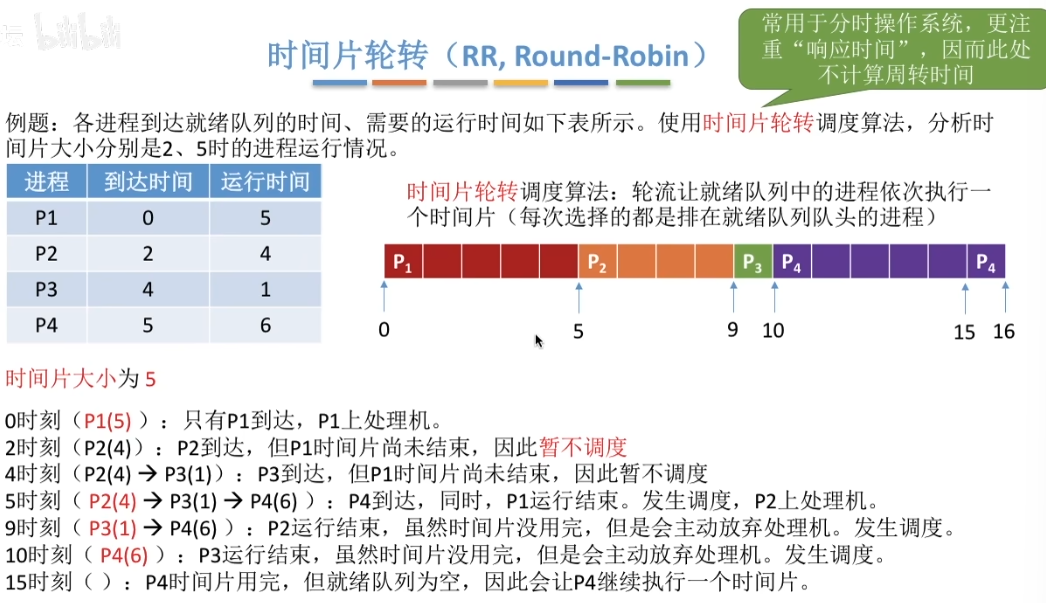 bilibili
常用于分时操作系统，更注
重“响应时间”，因而此处
不计算周转时间
时间片轮转（RR, Round-Robin）
例题：各进程到达就绪队列的时间、需要的运行时间如下表所示。使用时间片轮转调度算法，分析时
间片大小分别是2、5时的进程运行情况。
进程 到达时间 运行时间
P1 0 5
P2 2 4
P3 4 1
P4 5 6
时间片轮转调度算法：轮流让就绪队列中的进程依次执行一
个时间片（每次选择的都是排在就绪队列队头的进程）
P1 P2 P3 P4 P4
0 5 9 10 15 16
时间片大小为 5
0时刻（P1(5) ）：只有P1到达，P1上处理机。
2时刻（P2(4)）：P2到达，但P1时间片尚未结束，因此暂不调度
4时刻（P2(4) → P3(1)）：P3到达，但P1时间片尚未结束，因此暂不调度
5时刻（ P2(4) → P3(1) → P4(6) ）：P4到达，同时，P1运行结束。发生调度，P2上处理机。
9时刻（ P3(1) → P4(6) ）：P2运行结束，虽然时间片没用完，但是会主动放弃处理机。发生调度。
10时刻（ P4(6) ）：P3运行结束，虽然时间片没用完，但是会主动放弃处理机。发生调度。
15时刻（ ）：P4时间片用完，但就绪队列为空，因此会让P4继续执行一个时间片。